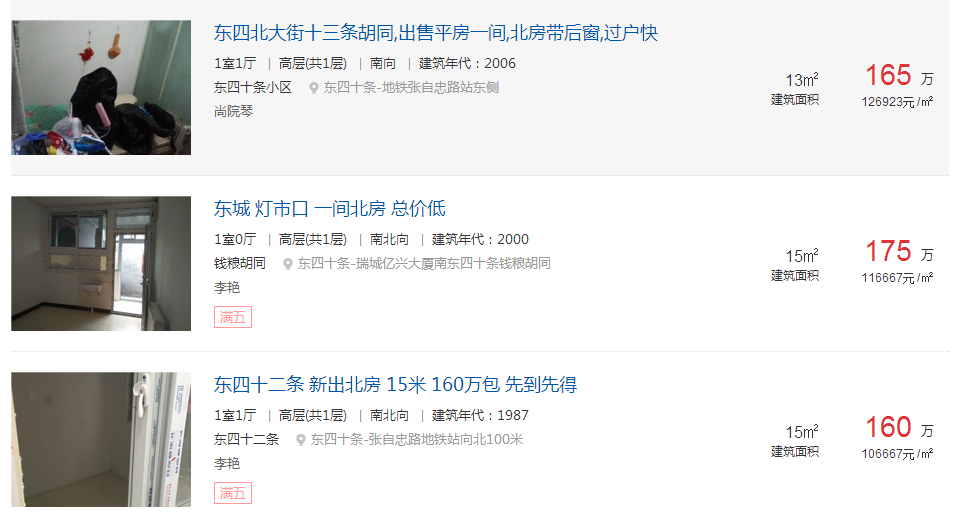 东四北大街十三条胡同,出售平房一间,北房带后窗,过户快
1室1厅 | 高层(共1层) | 南向 | 建筑年代：2006
东四十条小区 东四十条-地铁张自忠路站东侧
尚院琴
13m²
建筑面积
165 万
126923元/㎡
东城 灯市口 一间北房 总价低
1室0厅 | 高层(共1层) | 南北向 | 建筑年代：2000
钱粮胡同 东四十条-瑞城亿兴大厦南东四十条钱粮胡同
李艳
满五
15m²
建筑面积
175 万
116667元/㎡
东四十二条 新出北房 15米 160万包 先到先得
1室1厅 | 高层(共1层) | 南北向 | 建筑年代：1987
东四十二条 东四十条-张自忠路地铁站向北100米
李艳
满五
15m²
建筑面积
160 万
106667元/㎡